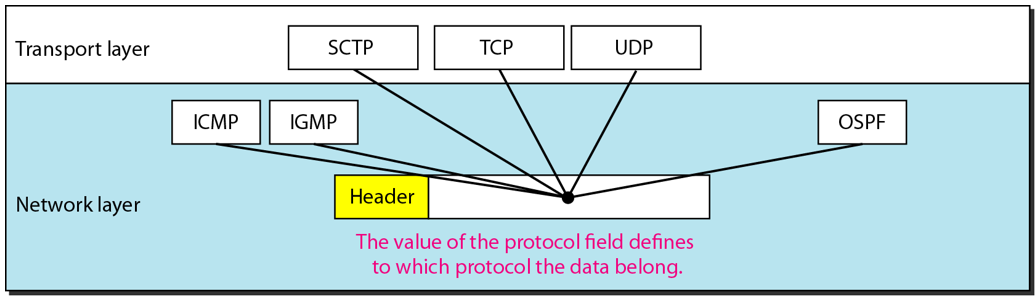 Transport layer
SCTP
TCP
UDP
ICMP
IGMP
OSPF
Network layer
Header
The value of the protocol field defines
to which protocol the data belong.